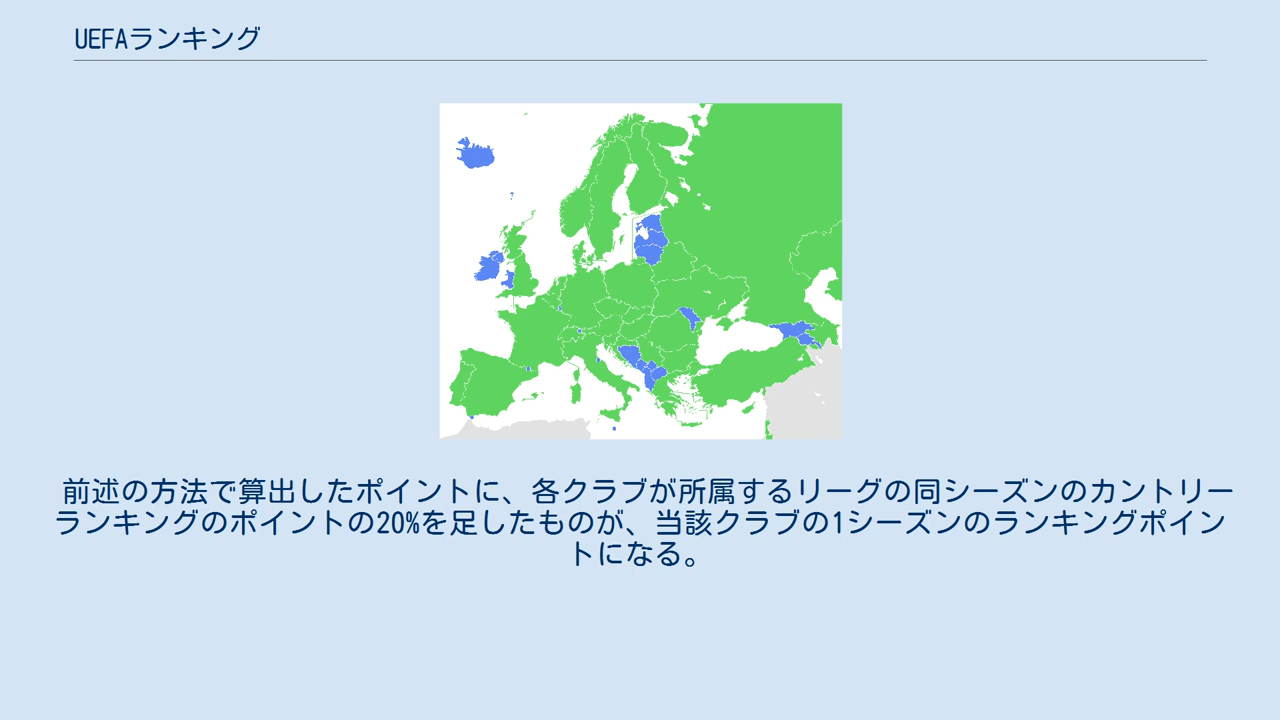 UEFAランキング
前述の方法で算出したポイントに、各クラブが所属するリーグの同シーズンのカントリー
ランキングのポイントの20%を足したものが、当該クラブの1シーズンのランキングポイン
トになる。